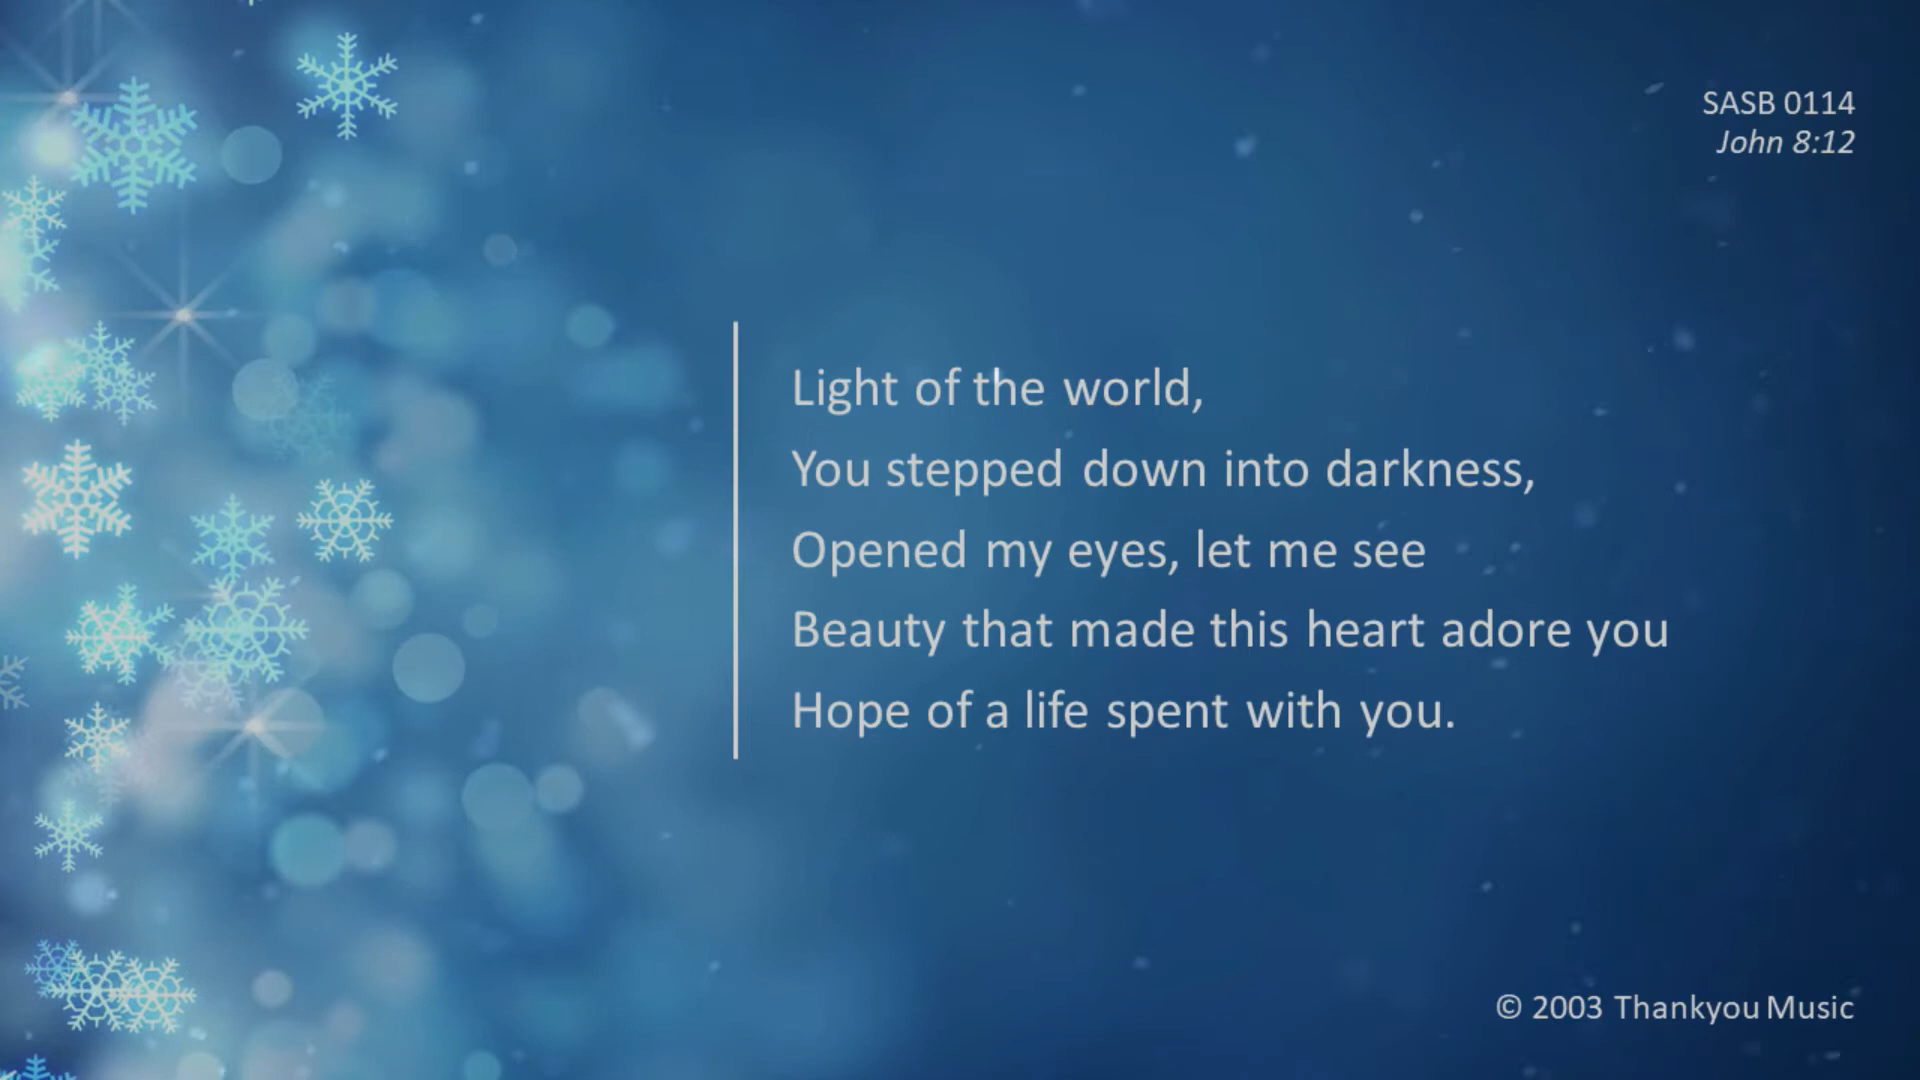 SASB 0114
John 8:12
Light of the world,
You stepped down into darkness,
Opened my eyes, let me see
Beauty that made this heart adore you
Hope of a life spent with you.
© 2003 Thankyou Music